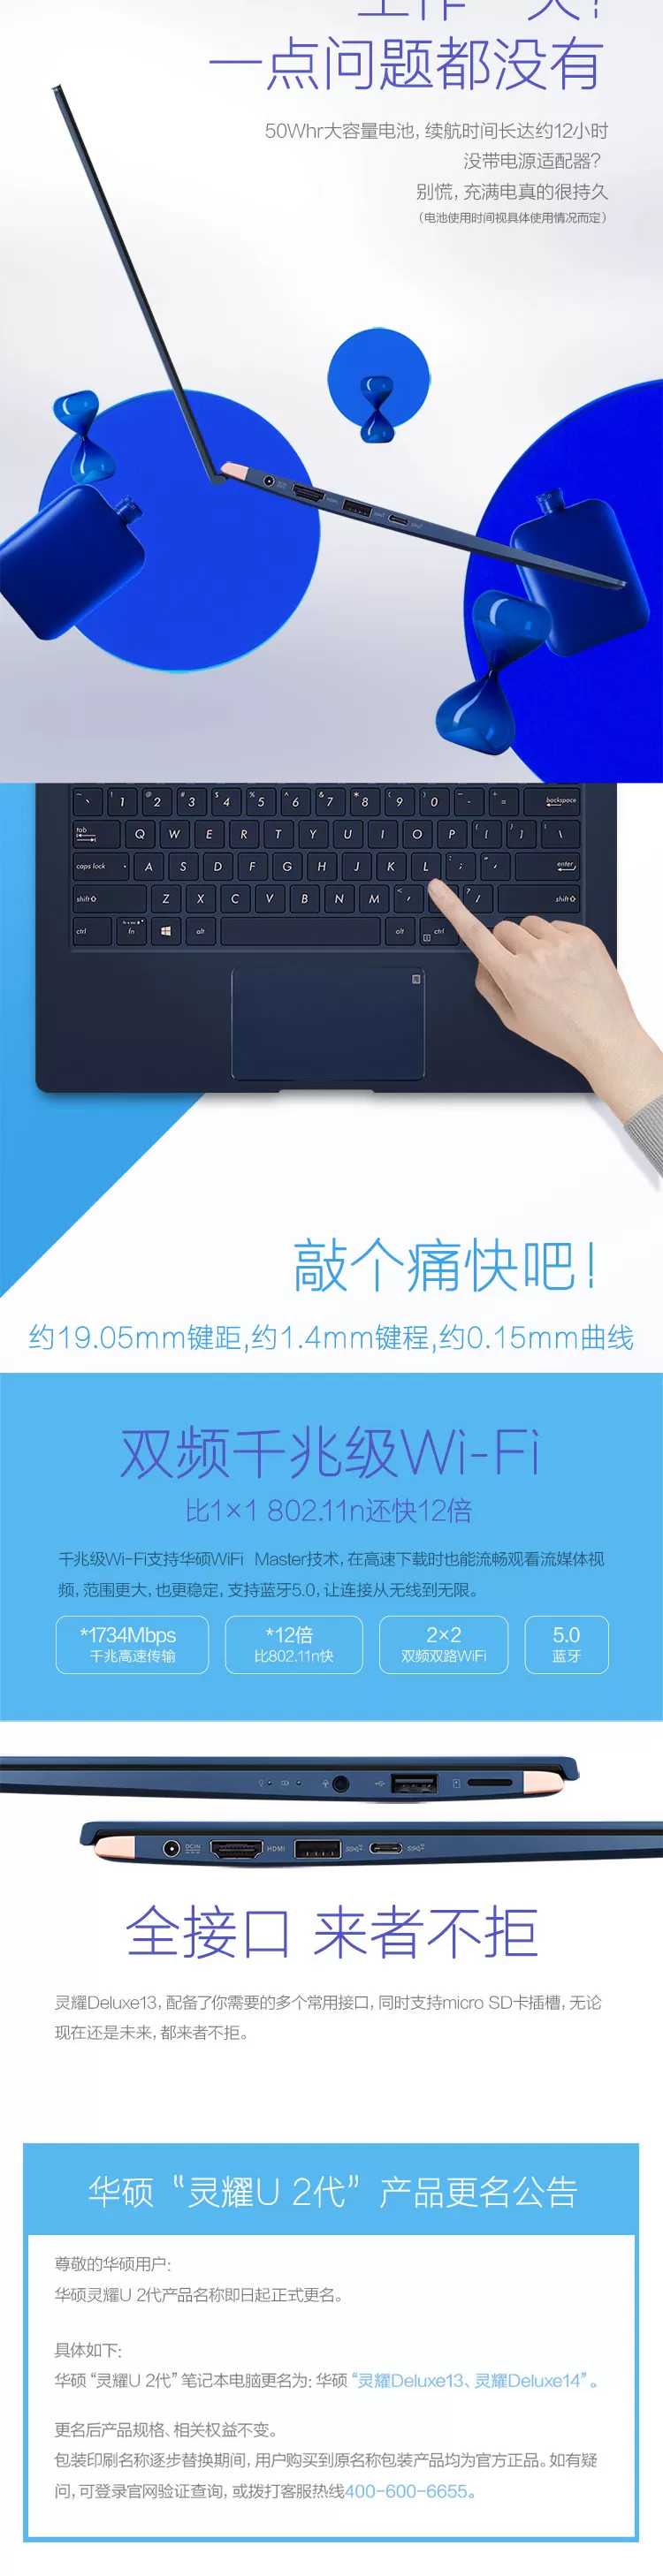 一点问题都没有
50Whr大容量电池, 续航时间长达约12小时
没带电源适配器?
别慌, 充满电真的很持久
(电池使用时间视具体使用情况而定)
backspace
tab
Q W E R T Y U I O P
caps lock A S D F G H J K L enter
shift Z X C V B N M shift
ctrl fn alt alt ctrl
敲个痛快吧!
约19.05mm键距,约1.4mm键程,约0.15mm曲线
双频千兆级Wi-Fi
比1×1 802.11n还快12倍
千兆级Wi-Fi支持华硕WiFi Master技术, 在高速下载时也能流畅观看流媒体视
频, 范围更大, 也更稳定, 支持蓝牙5.0, 让连接从无线到无限。
*1734Mbps
千兆高速传输
*12倍
比802.11n快
2×2
双频双路WiFi
5.0
蓝牙
DC IN HDMI
全接口 来者不拒
灵耀Deluxe13, 配备了你需要的多个常用接口, 同时支持micro SD卡插槽, 无论
现在还是未来, 都来者不拒。
华硕“灵耀U 2代”产品更名公告
尊敬的华硕用户:
华硕灵耀U 2代产品名称即日起正式更名。
具体如下:
华硕“灵耀U 2代”笔记本电脑更名为: 华硕“灵耀Deluxe13、灵耀Deluxe14”。
更名后产品规格、相关权益不变。
包装印刷名称逐步替换期间, 用户购买到原名称包装产品均为官方正品。如有疑
问, 可登录官网验证查询, 或拨打客服热线400-600-6655。